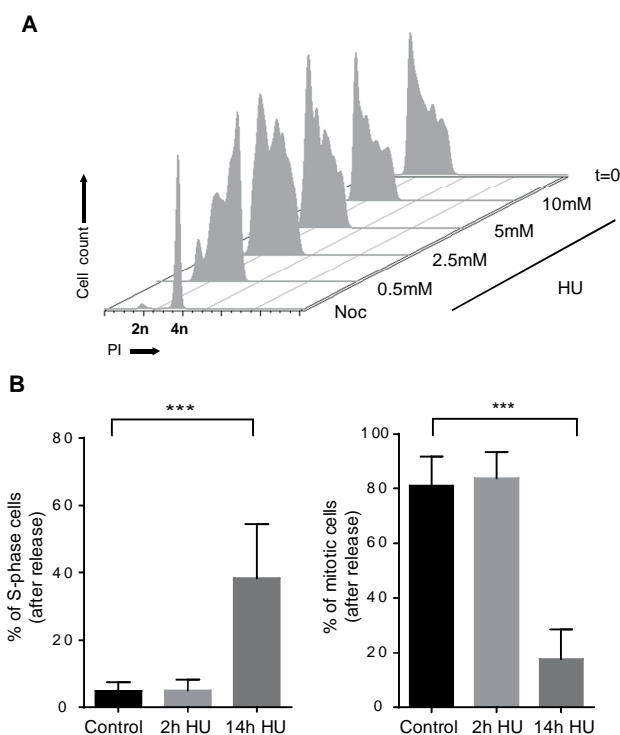 A
Cell count
t=0
10mM
5mM
2.5mM
0.5mM
HU
Noc
2n 4n
PI
B
***
% of S-phase cells
(after release)
80
60
40
20
0
Control 2h HU 14h HU
***
% of mitotic cells
(after release)
100
80
60
40
20
0
Control 2h HU 14h HU